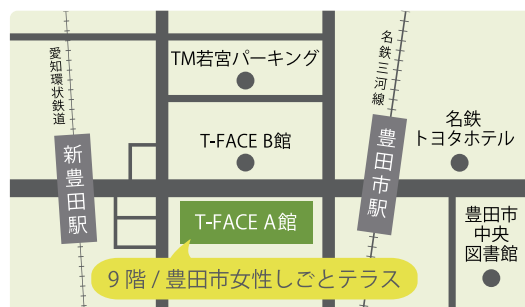 愛知環状鉄道
新豊田駅
TM若宮パーキング
T-FACE B館
T-FACE A館
9階 / 豊田市女性しごとテラス
名鉄三河線
豊田市駅
名鉄
トヨタホテル
豊田市
中央
図書館